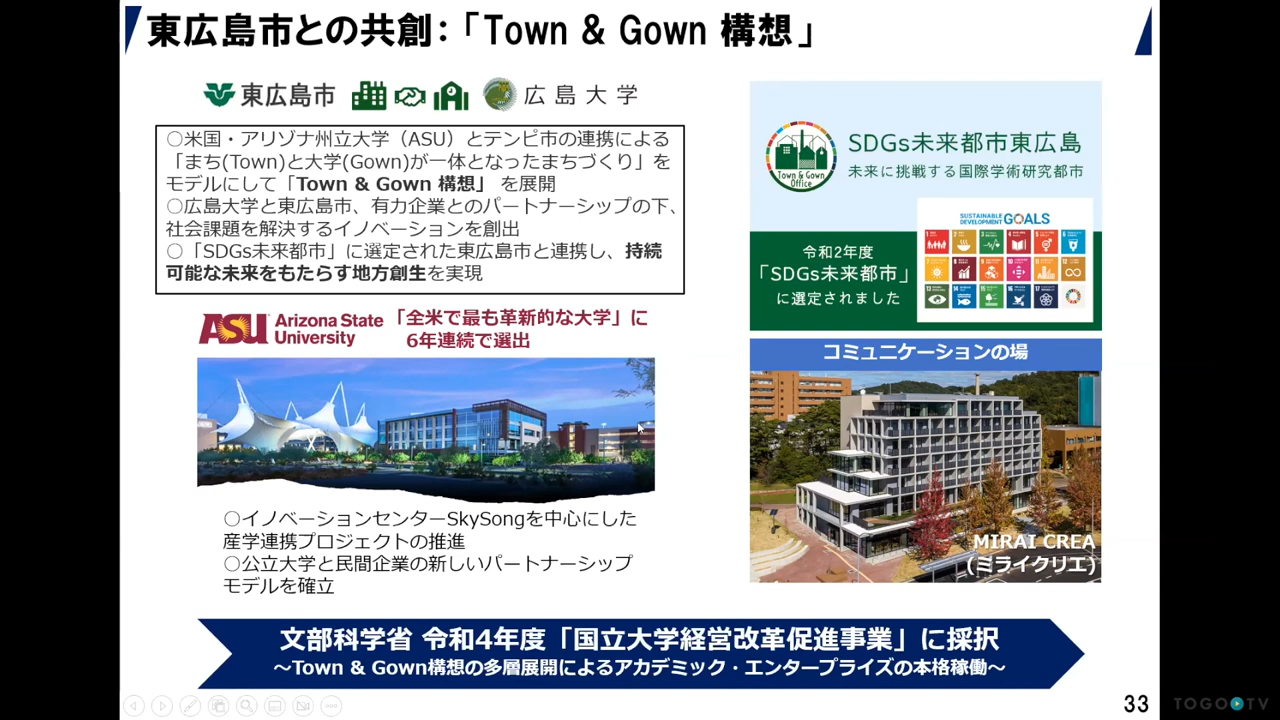 東広島市との共創:「Town & Gown 構想」
東広島市
広島大学
○米国・アリゾナ州立大学（ASU）とテンピ市の連携による
「まち(Town)と大学(Gown)が一体となったまちづくり」を
モデルにして「Town & Gown 構想」 を展開
○広島大学と東広島市、有力企業とのパートナーシップの下、
社会課題を解決するイノベーションを創出
○「SDGs未来都市」に選定された東広島市と連携し、持続
可能な未来をもたらす地方創生を実現
ASU Arizona State
University
「全米で最も革新的な大学」に
6年連続で選出
○イノベーションセンターSkySongを中心にした
産学連携プロジェクトの推進
○公立大学と民間企業の新しいパートナーシップ
モデルを確立
Town & Gown
Office
SDGs未来都市東広島
未来に挑戦する国際学術研究都市
令和2年度
「SDGs未来都市」
に選定されました
SUSTAINABLE
DEVELOPMENT GOALS
1 2 3 4 5 6
7 8 9 10 11 12
13 14 15 16 17
コミュニケーションの場
MIRAI CREA
(ミライクリエ)
文部科学省 令和4年度「国立大学経営改革促進事業」に採択
～Town & Gown構想の多層展開によるアカデミック・エンタープライズの本格稼働～
33
TOGO TV